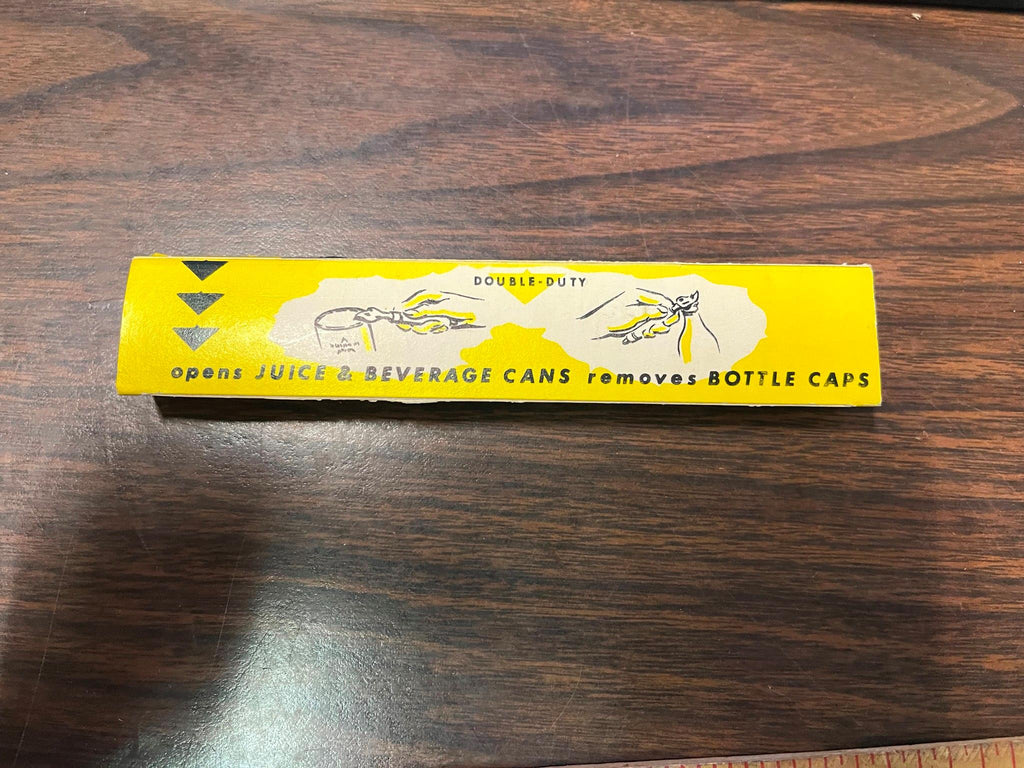 DOUBLE-DUTY
opens JUICE & BEVERAGE CANS removes BOTTLE CAPS